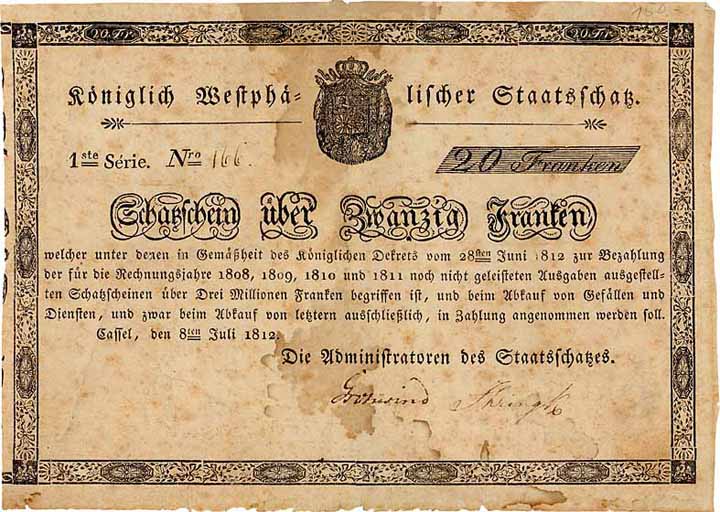 20 Fr.
20 Fr.
Königlich Westphä= lischer Staatsschatz.
1ste Série. Nro 166. 20 Franken
Schatzschein über Zwanzig Franken
welcher unter denen in Gemäßheit des Königlichen Dekrets vom 28sten Juni 1812 zur Bezahlung
der für die Rechnungsjahre 1808, 1809, 1810 und 1811 noch nicht geleisteten Ausgaben ausgestell-
ten Schatzscheinen über Drei Millionen Franken begriffen ist, und beim Abkauf von Gefällen und
Diensten, und zwar beim Abkauf von letztern ausschließlich, in Zahlung angenommen werden soll.
Cassel, den 8ten Juli 1812.
Die Administratoren des Staatsschatzes.
20 Fr.
20 Fr.